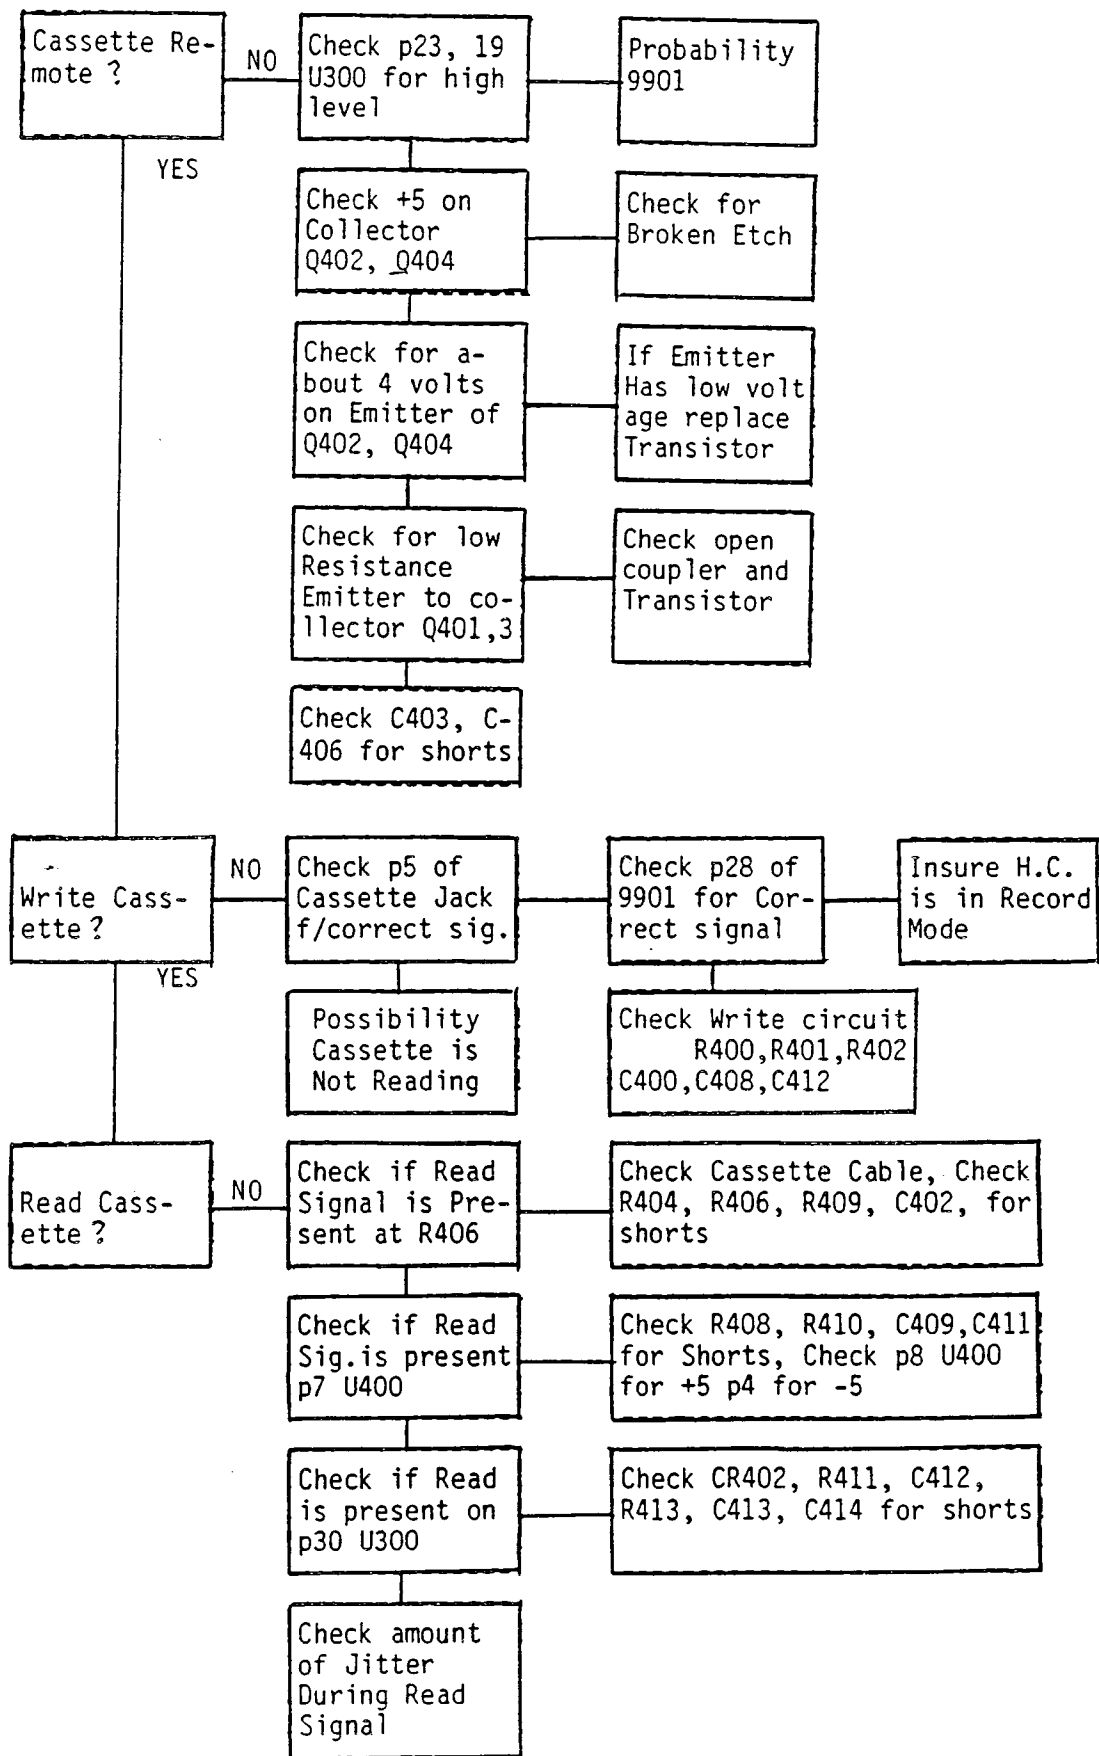 Cassette Re-
mote ?
NO
Check p23, 19
U300 for high
level
Probability
9901
YES
Check +5 on
Collector
Q402, Q404
Check for
Broken Etch
Check for a-
bout 4 volts
on Emitter of
Q402, Q404
If Emitter
Has low volt
age replace
Transistor
Check for low
Resistance
Emitter to co-
llector Q401,3
Check open
coupler and
Transistor
Check C403, C-
406 for shorts
Write Cass-
ette ?
NO
Check p5 of
Cassette Jack
f/correct sig.
Check p28 of
9901 for Cor-
rect signal
Insure H.C.
is in Record
Mode
YES
Possibility
Cassette is
Not Reading
Check Write circuit
R400,R401,R402
C400,C408,C412
Read Cass-
ette ?
NO
Check if Read
Signal is Pre-
sent at R406
Check Cassette Cable, Check
R404, R406, R409, C402, for
shorts
Check if Read
Sig.is present
p7 U400
Check R408, R410, C409,C411
for Shorts, Check p8 U400
for +5 p4 for -5
Check if Read
is present on
p30 U300
Check CR402, R411, C412,
R413, C413, C414 for shorts
Check amount
of Jitter
During Read
Signal